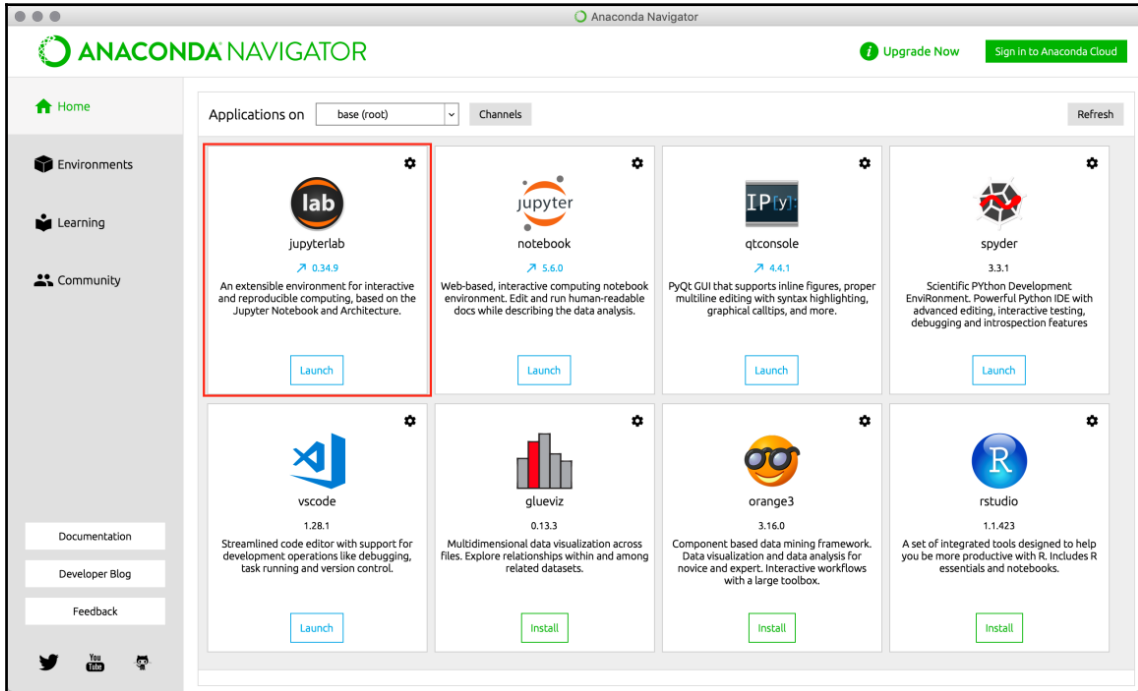 Anaconda Navigator
ANACONDA NAVIGATOR
i Upgrade Now
Sign in to Anaconda Cloud
Home
Environments
Learning
Community
Documentation
Developer Blog
Feedback
You
Tube
Applications on
base (root)
Channels
Refresh
lab
jupyterlab
0.34.9
An extensible environment for interactive
and reproducible computing, based on the
Jupyter Notebook and Architecture.
Launch
jupyter
notebook
5.6.0
Web-based, interactive computing notebook
environment. Edit and run human-readable
docs while describing the data analysis.
Launch
IP[y]:
qtconsole
4.4.1
PyQt GUI that supports inline figures, proper
multiline editing with syntax highlighting,
graphical calltips, and more.
Launch
spyder
3.3.1
Scientific PYthon Development
EnviRonment. Powerful Python IDE with
advanced editing, interactive testing,
debugging and introspection features
Launch
vscode
1.28.1
Streamlined code editor with support for
development operations like debugging,
task running and version control.
Launch
glueviz
0.13.3
Multidimensional data visualization across
files. Explore relationships within and among
related datasets.
Install
orange3
3.16.0
Component based data mining framework.
Data visualization and data analysis for
novice and expert. Interactive workflows
with a large toolbox.
Install
R
rstudio
1.1.423
A set of integrated tools designed to help
you be more productive with R. Includes R
essentials and notebooks.
Install